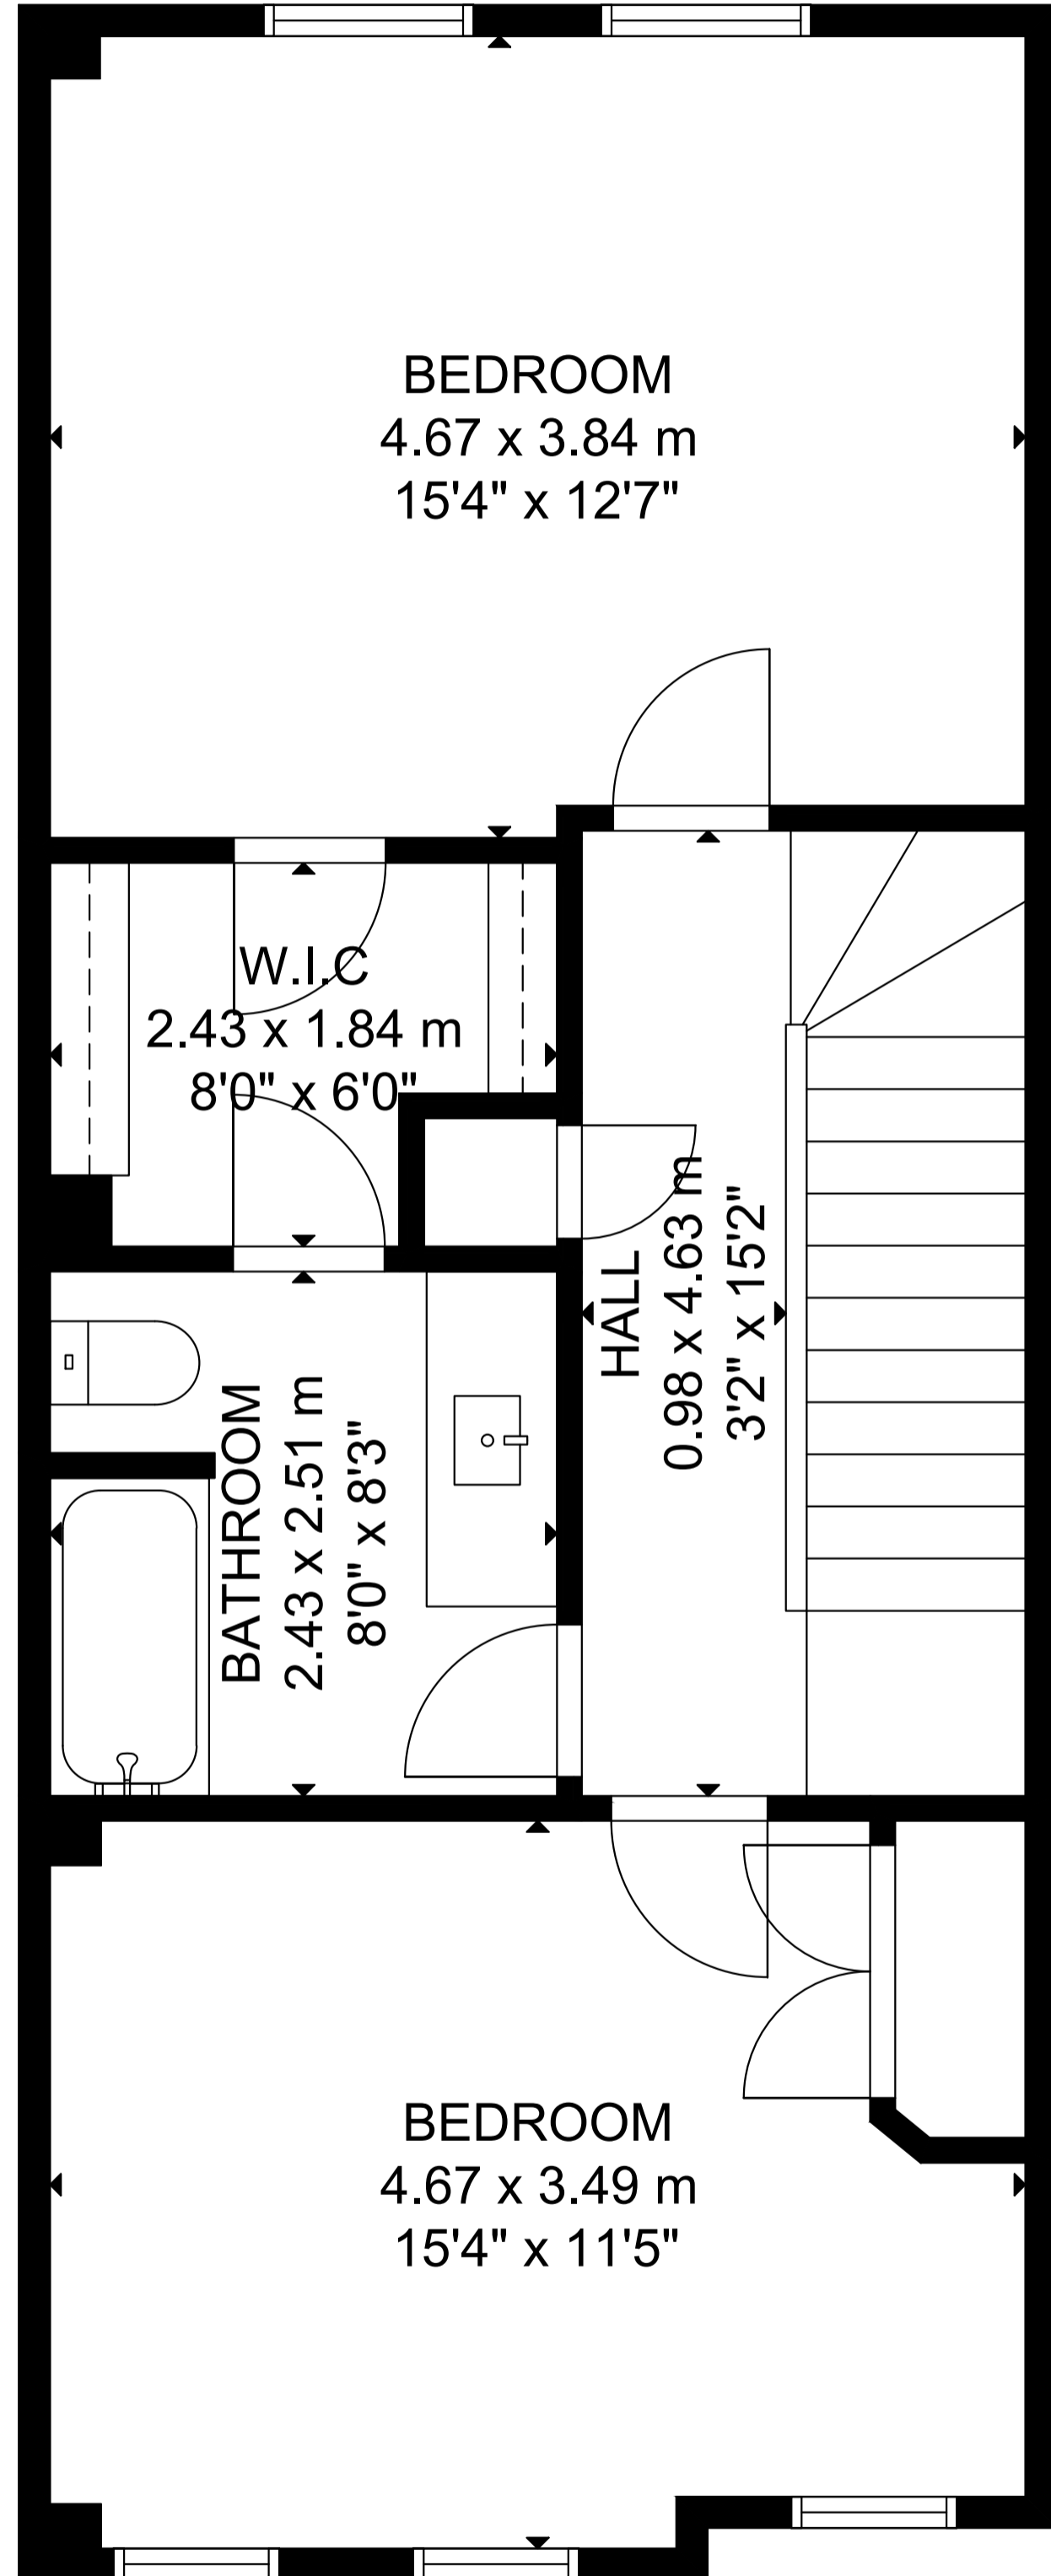 BEDROOM
4.67 x 3.84 m
15'4" x 12'7"
W.I.C
2.43 x 1.84 m
8'0" x 6'0"
HALL
0.98 x 4.63 m
3'2" x 15'2"
BATHROOM
2.43 x 2.51 m
8'0" x 8'3"
BEDROOM
4.67 x 3.49 m
15'4" x 11'5"